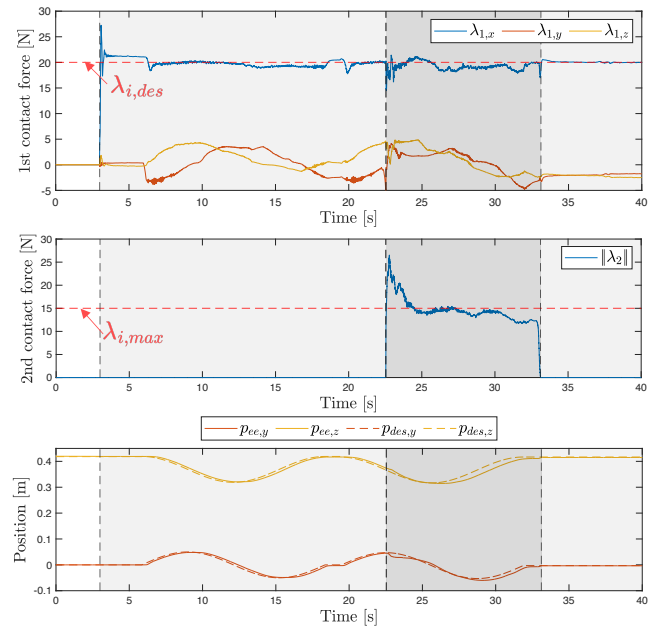 30
25
20
15
10
5
0
-5
1st contact force [N]
λ1,x λ1,y λ1,z
λi,des
0 5 10 15 20 25 30 35 40
Time [s]
30
25
20
15
10
5
0
2nd contact force [N]
‖λ2‖
λi,max
0 5 10 15 20 25 30 35 40
Time [s]
pee,y pee,z pdes,y pdes,z
0.4
0.3
0.2
0.1
0
-0.1
Position [m]
0 5 10 15 20 25 30 35 40
Time [s]